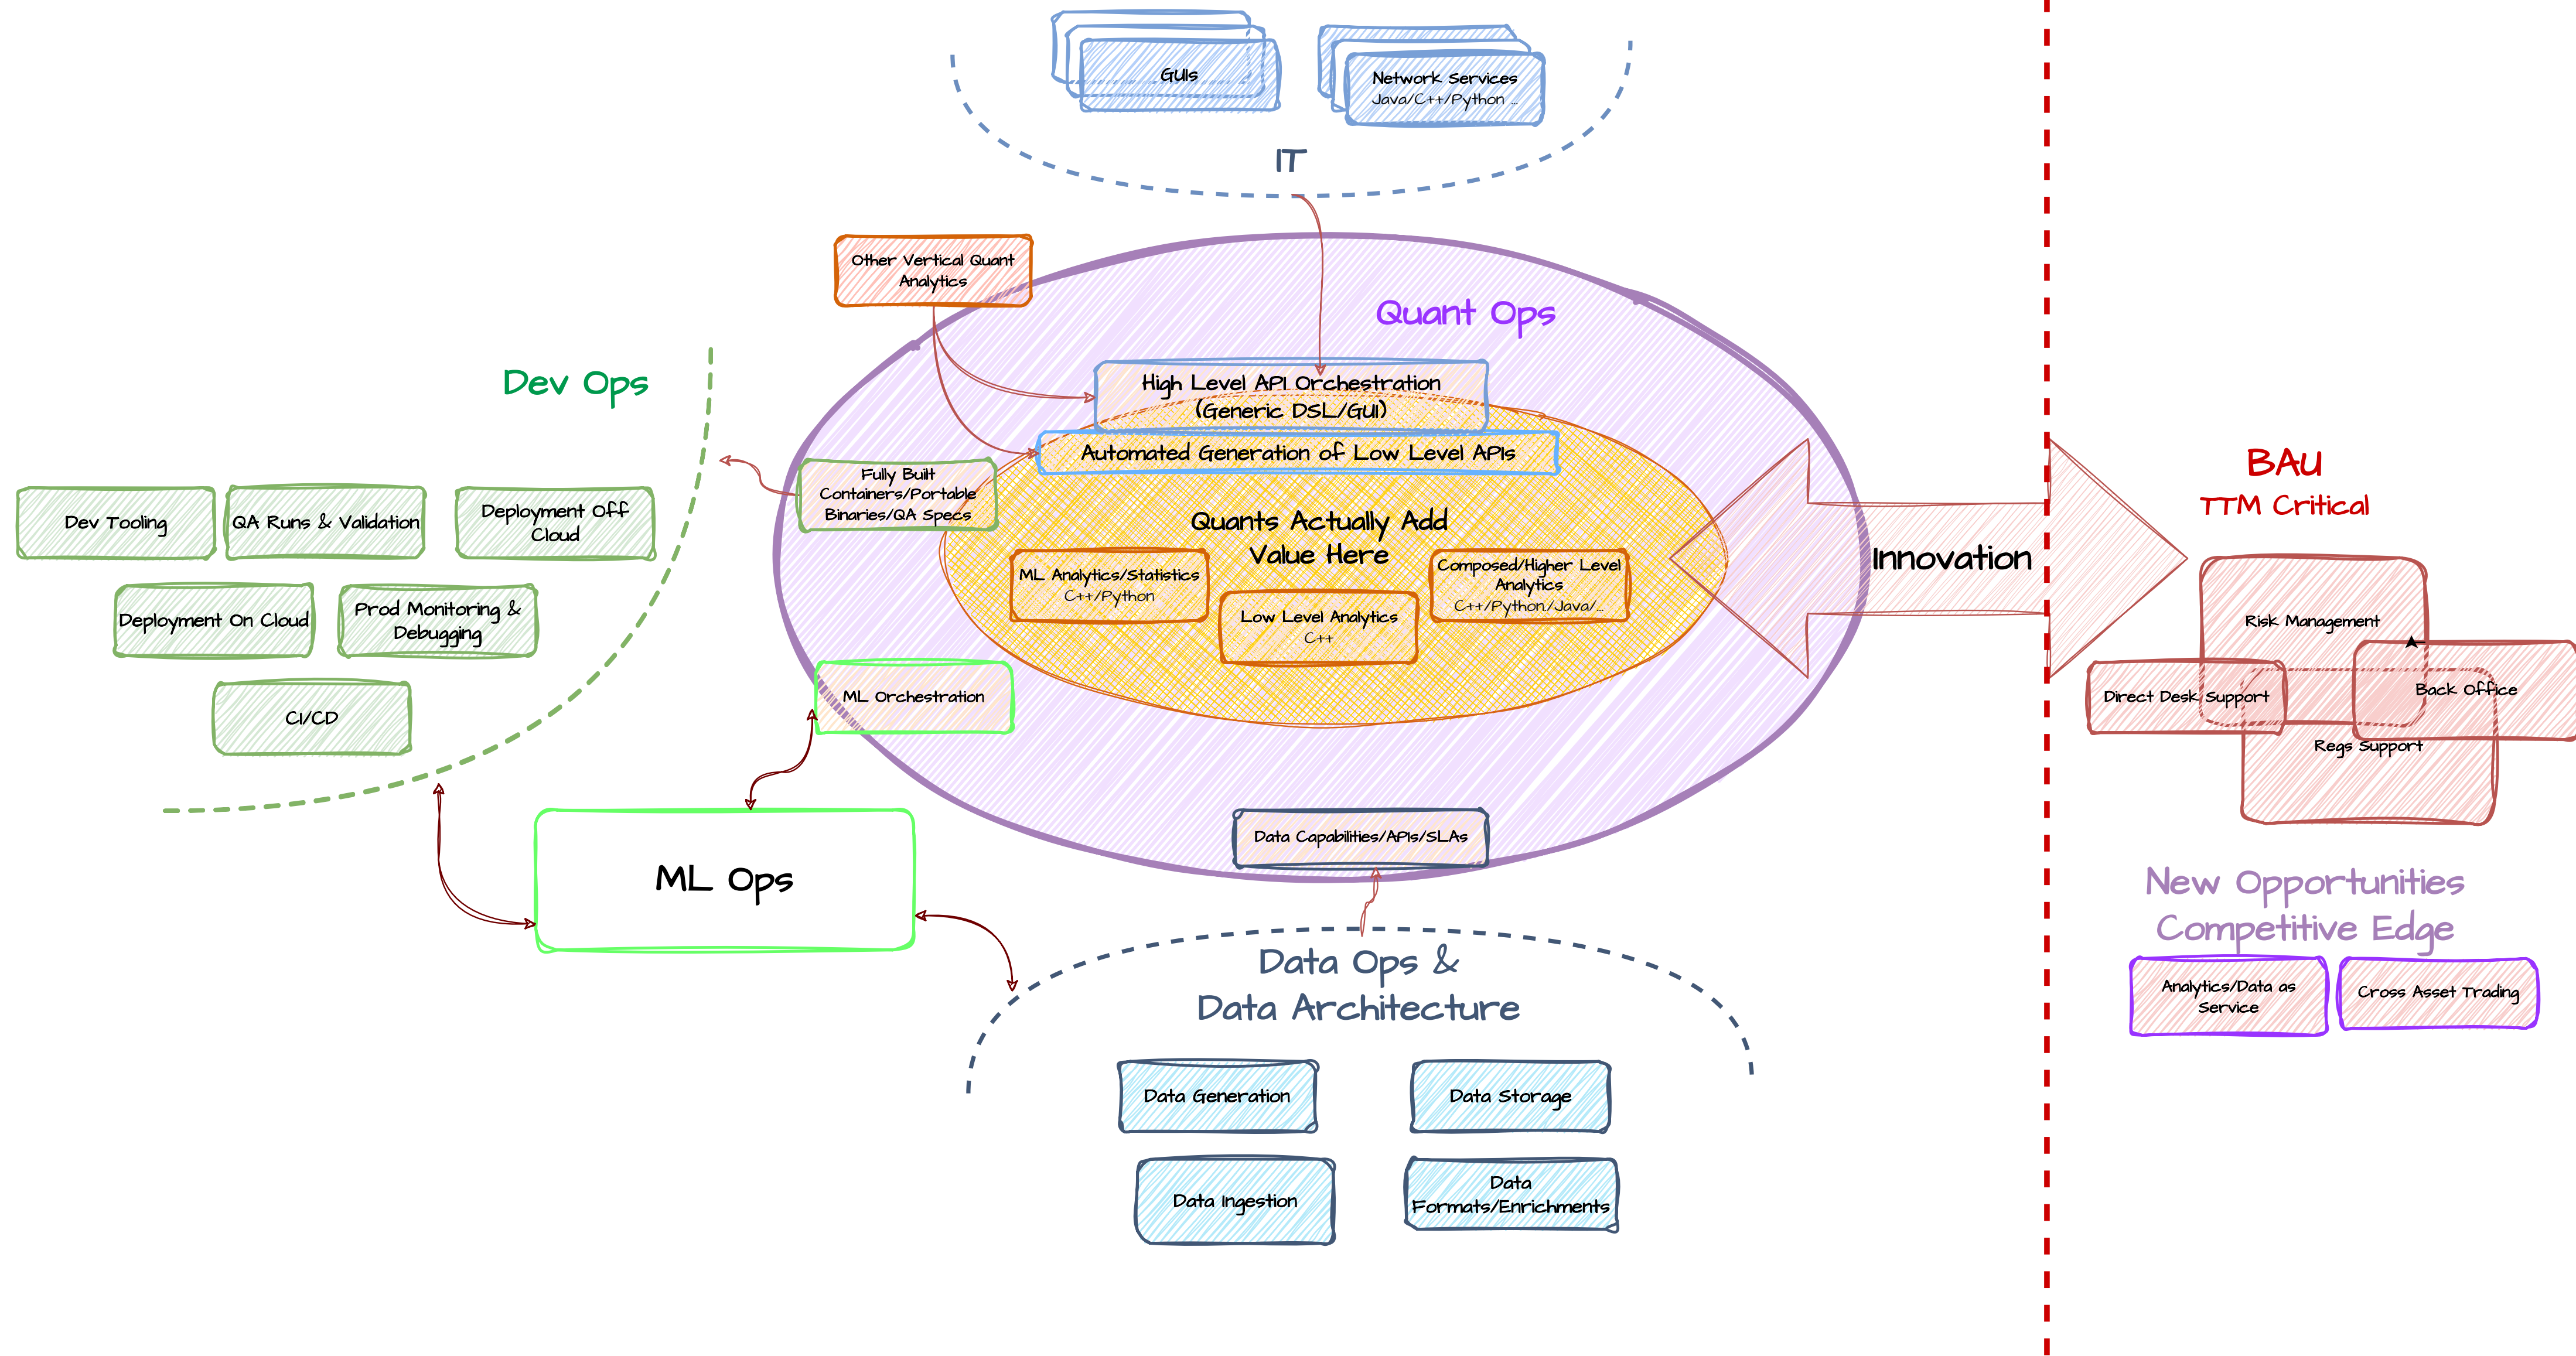 GUIs
Network Services
Java/C++/Python ...
IT
Other Vertical Quant
Analytics
Quant Ops
Dev Ops
High Level API Orchestration
(Generic DSL/GUI)
Automated Generation of Low Level APIs
Fully Built
Containers/Portable
Binaries/QA Specs
Quants Actually Add
Value Here
ML Analytics/Statistics
C++/Python
Low Level Analytics
C++
Composed/Higher Level
Analytics
C++/Python./Java/...
Dev Tooling
QA Runs & Validation
Deployment Off
Cloud
Deployment On Cloud
Prod Monitoring &
Debugging
CI/CD
ML Orchestration
ML Ops
Data Capabilities/APIs/SLAs
Data Ops &
Data Architecture
Data Generation
Data Storage
Data Ingestion
Data
Formats/Enrichments
Innovation
BAU
TTM Critical
Risk Management
Direct Desk Support
Back Office
Regs Support
New Opportunities
Competitive Edge
Analytics/Data as
Service
Cross Asset Trading